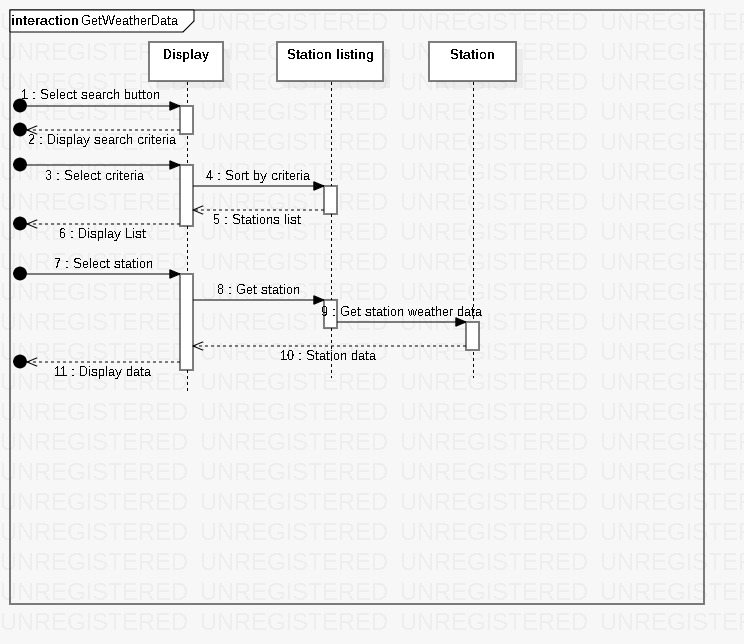 interaction GetWeatherData
Display
Station listing
Station
1 : Select search button
2 : Display search criteria
3 : Select criteria
4 : Sort by criteria
5 : Stations list
6 : Display List
7 : Select station
8 : Get station
9 : Get station weather data
10 : Station data
11 : Display data
UNREGISTERED